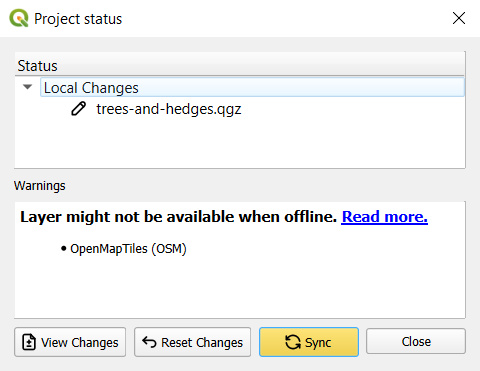 Project status
Status
Local Changes
trees-and-hedges.qgz
Warnings
Layer might not be available when offline. Read more.
• OpenMapTiles (OSM)
View Changes
Reset Changes
Sync
Close